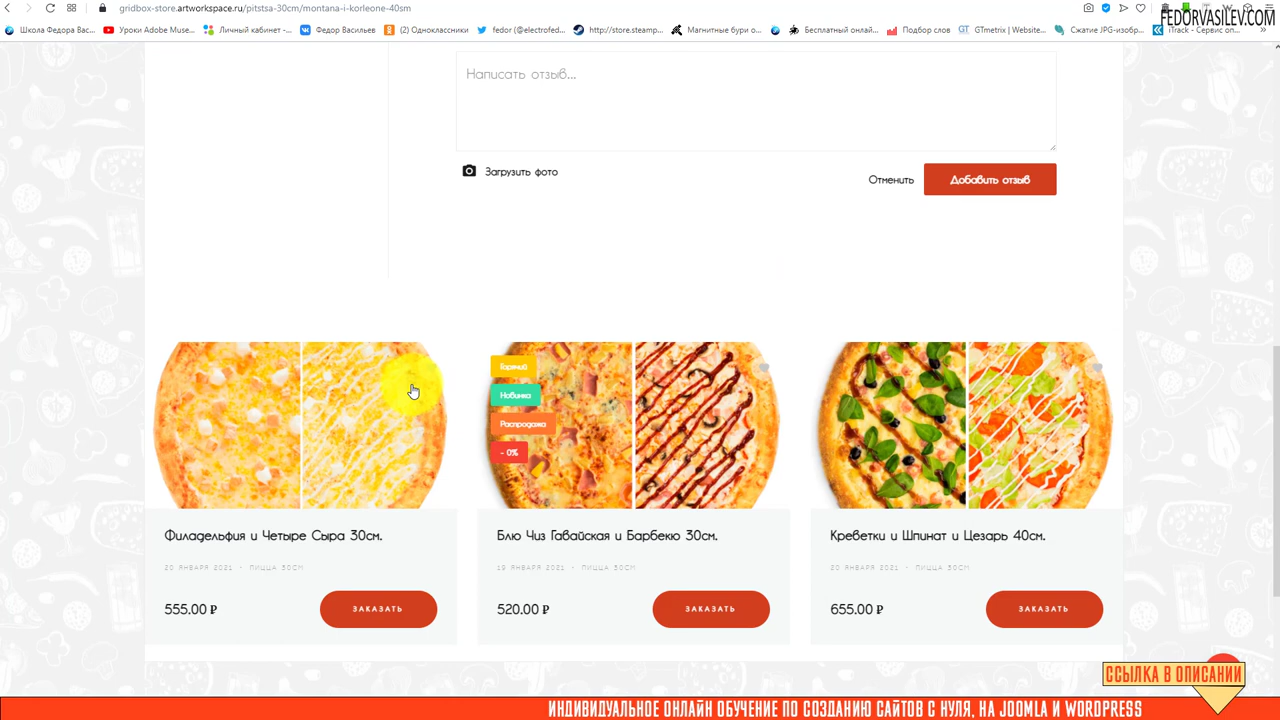 gridbox-store.artworkspace.ru/pitstsa-30cm/montana-i-korleone-40sm
FEDORVASILEV.COM
Школа Федора Вас... Уроки Adobe Muse... Личный кабинет -... Федор Васильев (2) Одноклассники fedor (@electrofed... http://store.steamp... Магнитные бури о... Бесплатный онлай... Подбор слов GTmetrix | Website... Сжатие JPG-изобр... iTrack - Сервис оп... »
Написать отзыв...
Загрузить фото
Отменить
Добавить отзыв
Горячий
Новинка
Распродажа
- 0%
Филадельфия и Четыре Сыра 30см.
20 ЯНВАРЯ 2021 - ПИЦЦА 30СМ
555.00 ₽ ЗАКАЗАТЬ
Блю Чиз Гавайская и Барбекю 30см.
19 ЯНВАРЯ 2021 - ПИЦЦА 30СМ
520.00 ₽ ЗАКАЗАТЬ
Креветки и Шпинат и Цезарь 40см.
20 ЯНВАРЯ 2021 - ПИЦЦА 30СМ
655.00 ₽ ЗАКАЗАТЬ
ССЫЛКА В ОПИСАНИИ
ИНДИВИДУАЛЬНОЕ ОНЛАЙН ОБУЧЕНИЕ ПО СОЗДАНИЮ САЙТОВ С НУЛЯ, НА JOOMLA И WORDPRESS